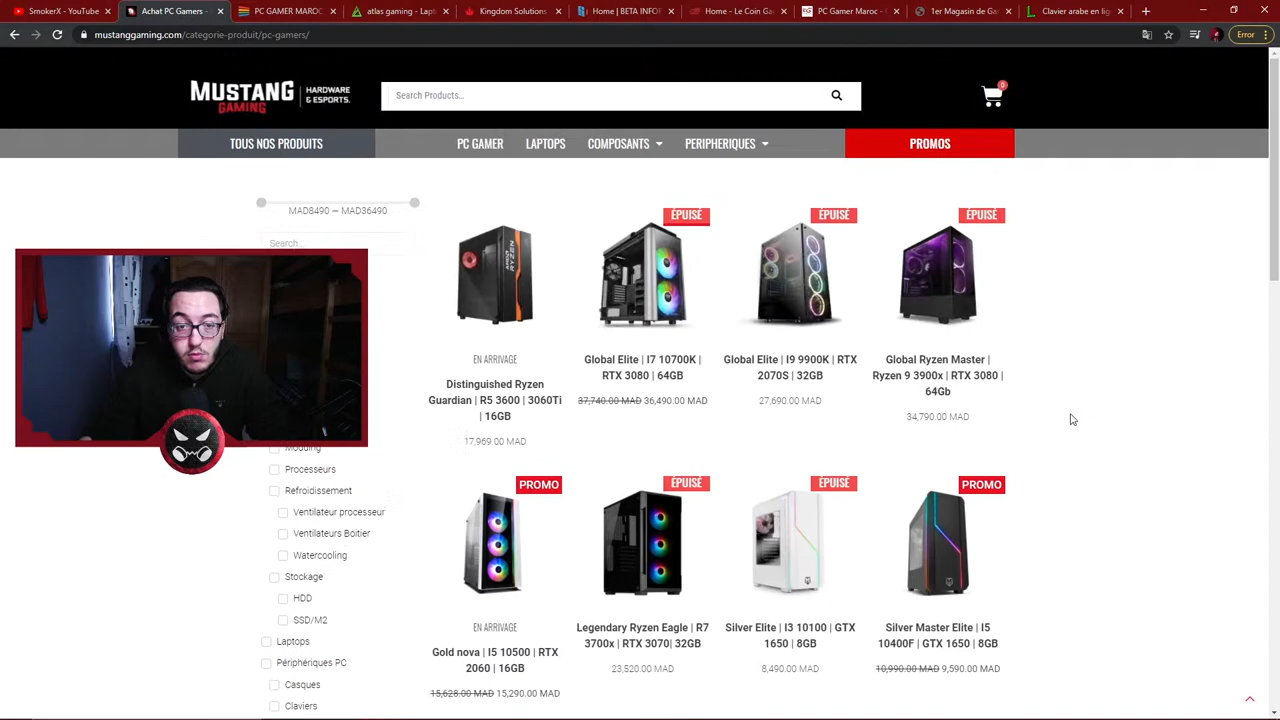 SmokerX - YouTube
Achat PC Gamers -
PC GAMER MAROC
atlas gaming - Lapt
Kingdom Solutions
Home | BETA INFOR
Home - Le Coin Ga
PC Gamer Maroc -
1er Magasin de Ga
Clavier arabe en lig
mustanggaming.com/categorie-produit/pc-gamers/
Error
MUSTANG GAMING
HARDWARE & ESPORTS.
Search Products...
0
TOUS NOS PRODUITS
PC GAMER
LAPTOPS
COMPOSANTS
PERIPHERIQUES
PROMOS
MAD8490 — MAD36490
Search...
Modding
Processeurs
Refroidissement
Ventilateur processeur
Ventilateurs Boitier
Watercooling
Stockage
HDD
SSD/M2
Laptops
Périphériques PC
Casques
Claviers
RYZEN
EN ARRIVAGE
Distinguished Ryzen
Guardian | R5 3600 | 3060Ti
| 16GB
17,969.00 MAD
ÉPUISÉ
Global Elite | I7 10700K |
RTX 3080 | 64GB
37,740.00 MAD 36,490.00 MAD
ÉPUISÉ
Global Elite | I9 9900K | RTX
2070S | 32GB
27,690.00 MAD
ÉPUISÉ
Global Ryzen Master |
Ryzen 9 3900x | RTX 3080 |
64Gb
34,790.00 MAD
PROMO
EN ARRIVAGE
Gold nova | I5 10500 | RTX
2060 | 16GB
15,628.00 MAD 15,290.00 MAD
ÉPUISÉ
Legendary Ryzen Eagle | R7
3700x | RTX 3070| 32GB
23,520.00 MAD
ÉPUISÉ
Silver Elite | I3 10100 | GTX
1650 | 8GB
8,490.00 MAD
PROMO
Silver Master Elite | I5
10400F | GTX 1650 | 8GB
10,990.00 MAD 9,590.00 MAD